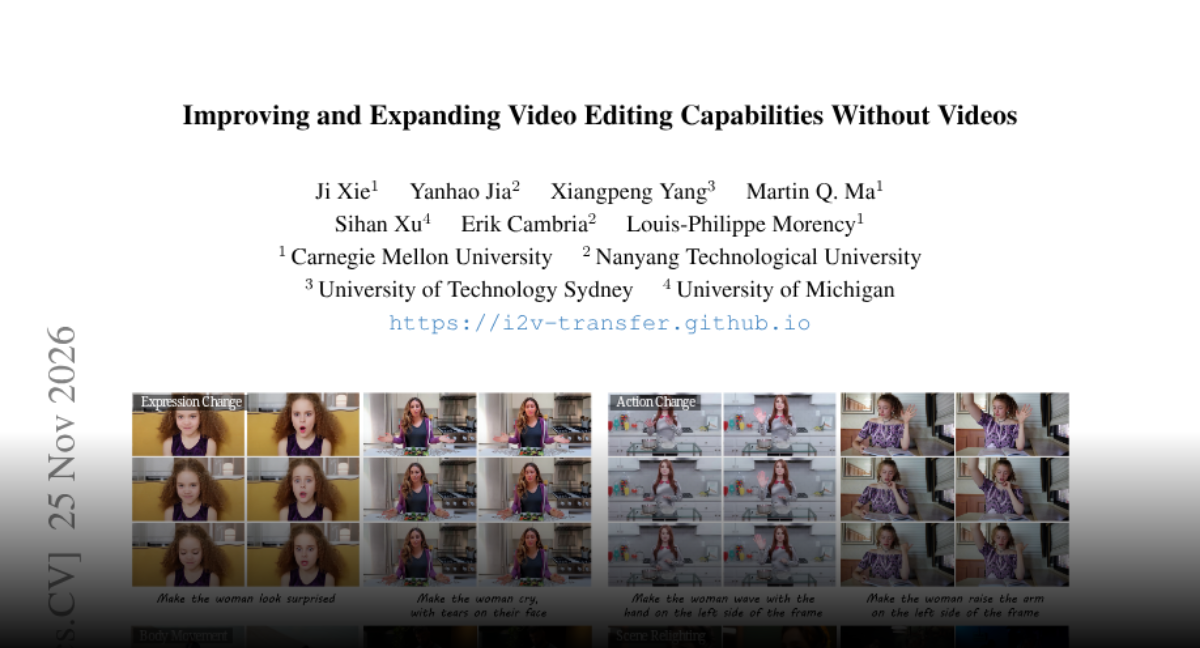 Improving and Expanding Video Editing Capabilities Without Videos
Ji Xie1 Yanhao Jia2 Xiangpeng Yang3 Martin Q. Ma1
Sihan Xu4 Erik Cambria2 Louis-Philippe Morency1
1 Carnegie Mellon University 2 Nanyang Technological University
3 University of Technology Sydney 4 University of Michigan
https://i2v-transfer.github.io
s.CV] 25 Nov 2026
Expression Change
Make the woman look surprised
Make the woman cry,
with tears on their face
Action Change
Make the woman wave with the
hand on the left side of the frame
Make the woman raise the arm
on the left side of the frame
Body Movement
Scene Relighting